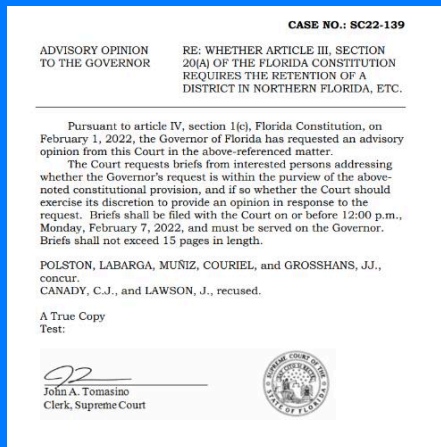 CASE NO.: SC22-139
ADVISORY OPINION
TO THE GOVERNOR
RE: WHETHER ARTICLE III, SECTION
20(A) OF THE FLORIDA CONSTITUTION
REQUIRES THE RETENTION OF A
DISTRICT IN NORTHERN FLORIDA, ETC.
Pursuant to article IV, section 1(c), Florida Constitution, on
February 1, 2022, the Governor of Florida has requested an advisory
opinion from this Court in the above-referenced matter.
The Court requests briefs from interested persons addressing
whether the Governor's request is within the purview of the above-
noted constitutional provision, and if so whether the Court should
exercise its discretion to provide an opinion in response to the
request. Briefs shall be filed with the Court on or before 12:00 p.m.,
Monday, February 7, 2022, and must be served on the Governor.
Briefs shall not exceed 15 pages in length.
POLSTON, LABARGA, MUÑIZ, COURIEL, and GROSSHANS, JJ.,
concur.
CANADY, C.J., and LAWSON, J., recused.
A True Copy
Test:
John A. Tomasino
Clerk, Supreme Court
SUPREME COURT OF THE
STATE OF FLORIDA